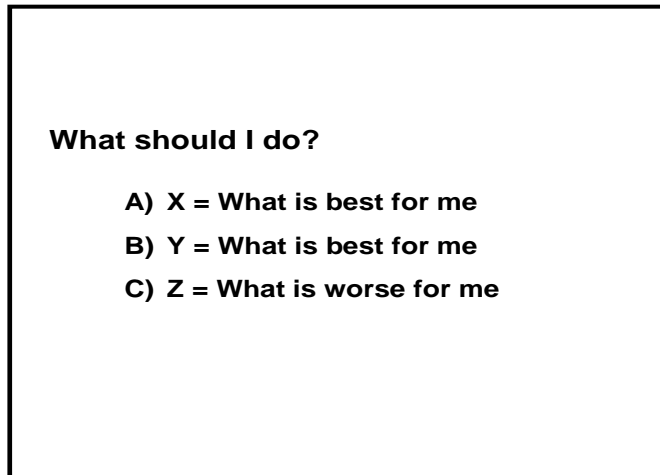 What should I do?
A) X = What is best for me
B) Y = What is best for me
C) Z = What is worse for me